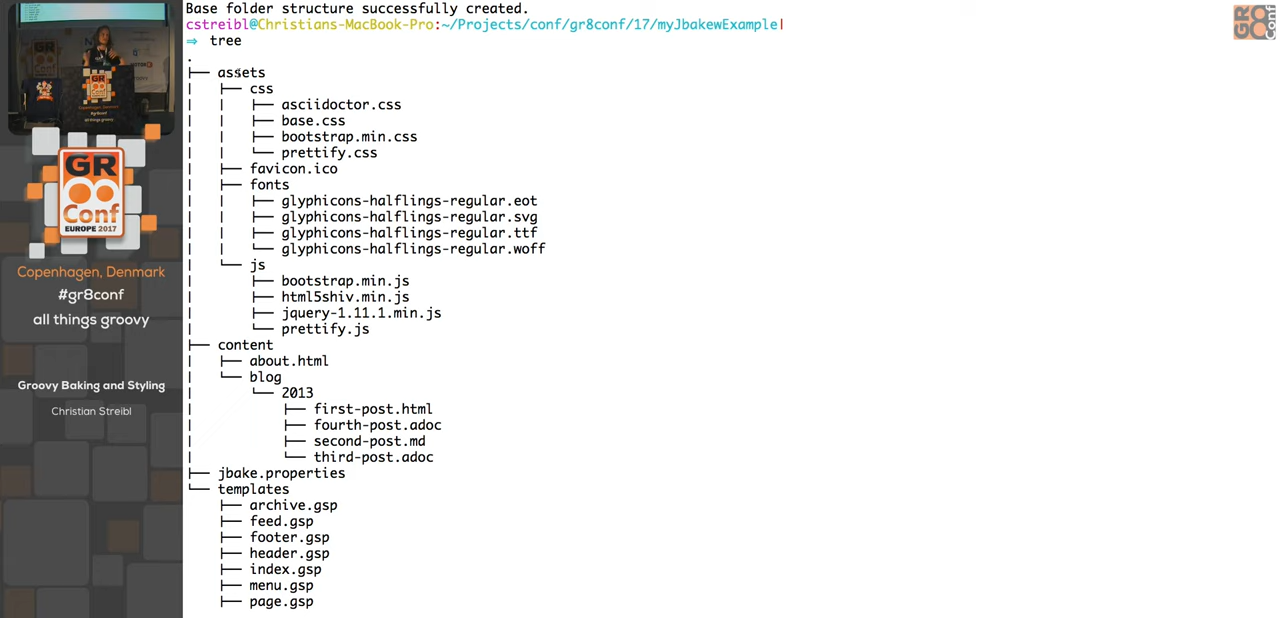 Base folder structure successfully created.
cstreibl@Christians-MacBook-Pro:~/Projects/conf/gr8conf/17/myJbakewExample|
⇒ tree
.
├── assets
│   ├── css
│   │   ├── asciidoctor.css
│   │   ├── base.css
│   │   ├── bootstrap.min.css
│   │   └── prettify.css
│   ├── favicon.ico
│   ├── fonts
│   │   ├── glyphicons-halflings-regular.eot
│   │   ├── glyphicons-halflings-regular.svg
│   │   ├── glyphicons-halflings-regular.ttf
│   │   └── glyphicons-halflings-regular.woff
│   └── js
│       ├── bootstrap.min.js
│       ├── html5shiv.min.js
│       ├── jquery-1.11.1.min.js
│       └── prettify.js
├── content
│   ├── about.html
│   └── blog
│       └── 2013
│           ├── first-post.html
│           ├── fourth-post.adoc
│           ├── second-post.md
│           └── third-post.adoc
├── jbake.properties
└── templates
    ├── archive.gsp
    ├── feed.gsp
    ├── footer.gsp
    ├── header.gsp
    ├── index.gsp
    ├── menu.gsp
    ├── page.gsp
GR
Conf
EUROPE 2017
Copenhagen, Denmark
#gr8conf
all things groovy
Groovy Baking and Styling
Christian Streibl
GR
Conf